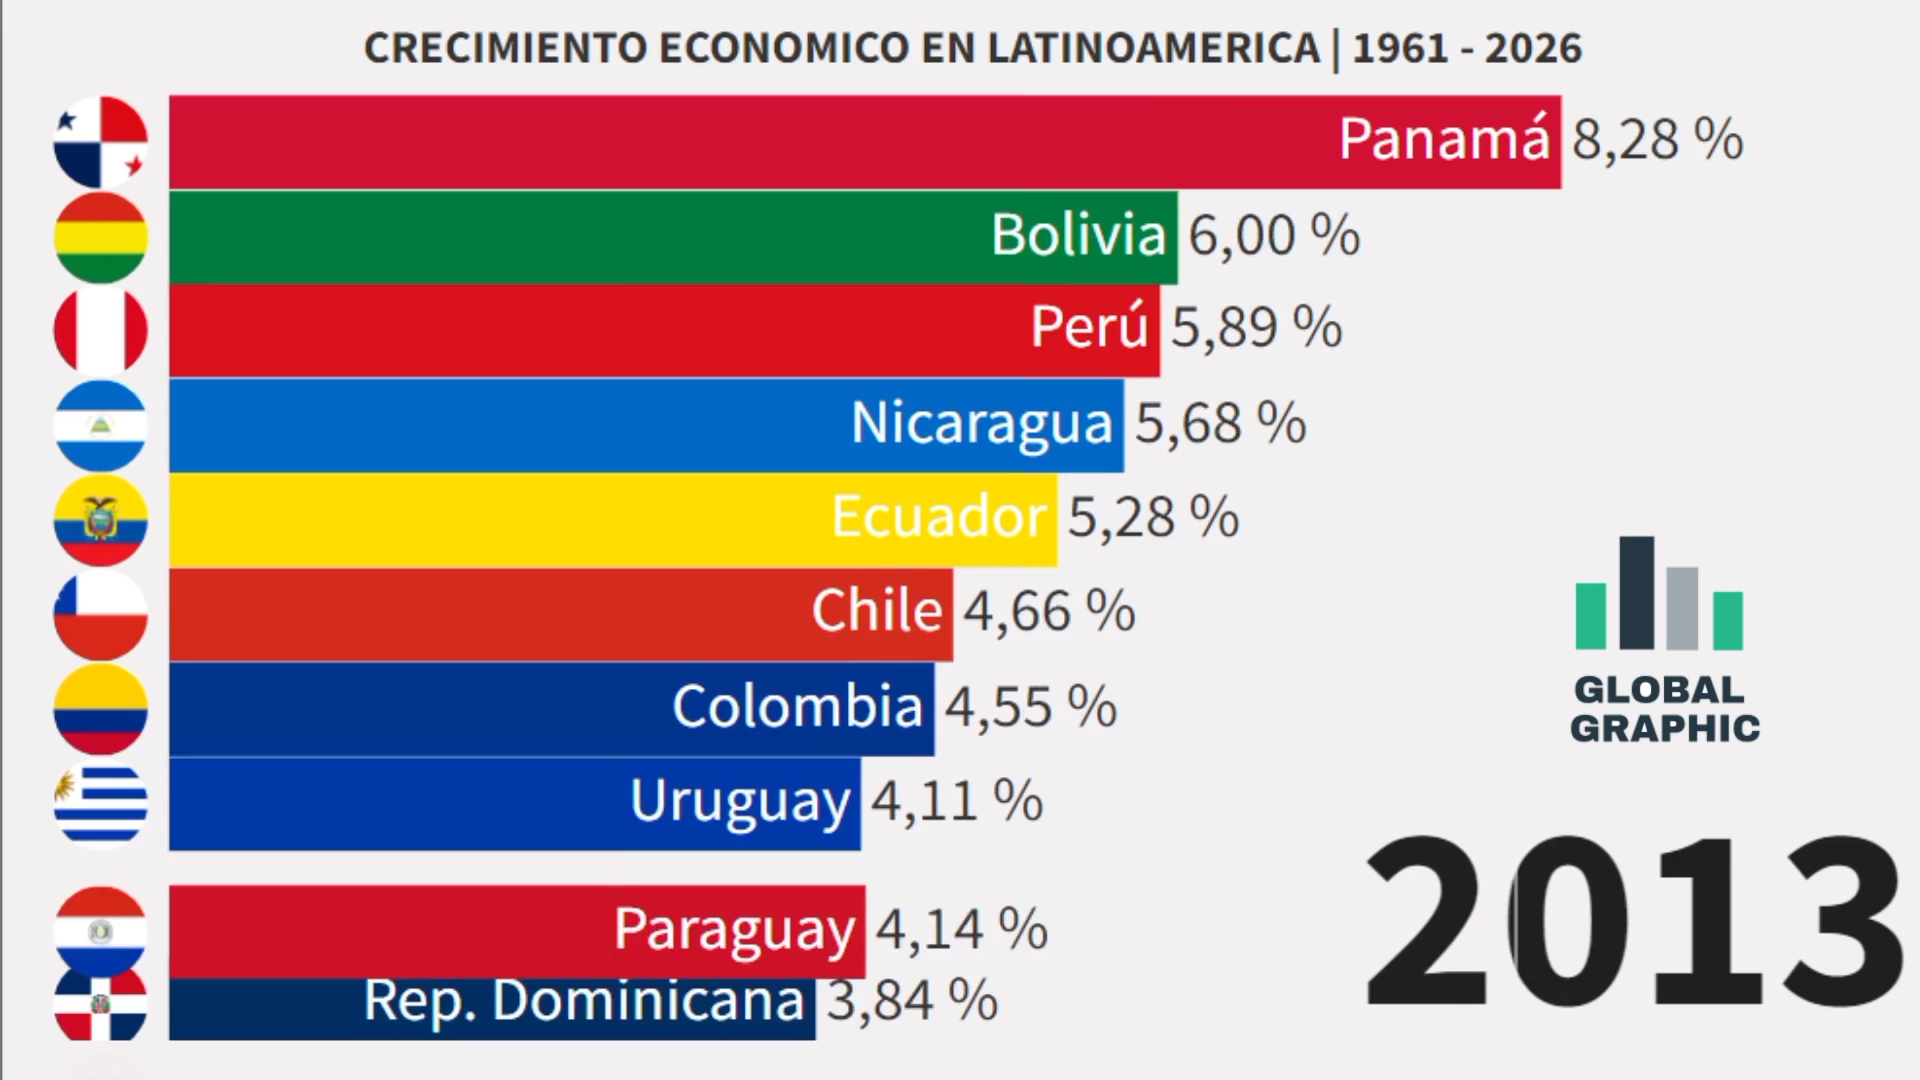 CRECIMIENTO ECONOMICO EN LATINOAMERICA | 1961 - 2026
Panamá 8,28 %
Bolivia 6,00 %
Perú 5,89 %
Nicaragua 5,68 %
Ecuador 5,28 %
Chile 4,66 %
Colombia 4,55 %
Uruguay 4,11 %
Paraguay 4,14 %
Rep. Dominicana 3,84 %
GLOBAL
GRAPHIC
2013